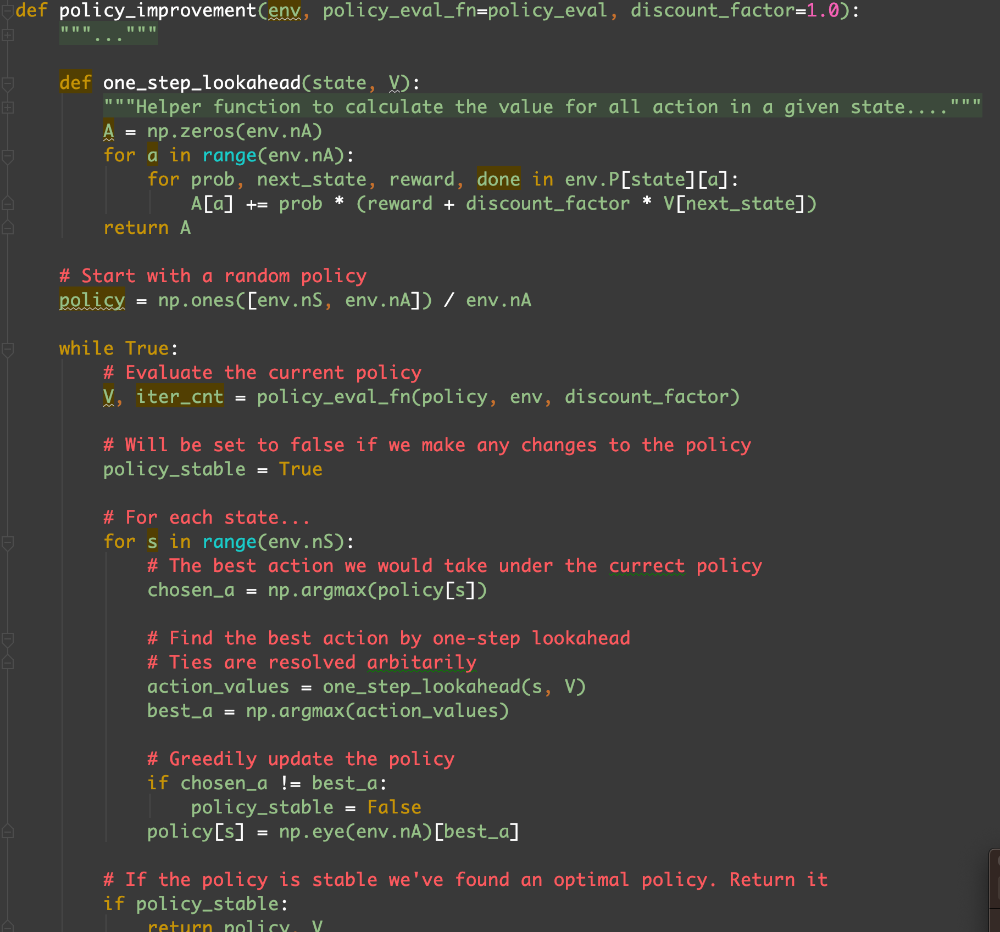 def policy_improvement(env, policy_eval_fn=policy_eval, discount_factor=1.0):
    """..."""

    def one_step_lookahead(state, V):
        """Helper function to calculate the value for all action in a given state...."""
        A = np.zeros(env.nA)
        for a in range(env.nA):
            for prob, next_state, reward, done in env.P[state][a]:
                A[a] += prob * (reward + discount_factor * V[next_state])
        return A

    # Start with a random policy
    policy = np.ones([env.nS, env.nA]) / env.nA

    while True:
        # Evaluate the current policy
        V, iter_cnt = policy_eval_fn(policy, env, discount_factor)

        # Will be set to false if we make any changes to the policy
        policy_stable = True

        # For each state...
        for s in range(env.nS):
            # The best action we would take under the currect policy
            chosen_a = np.argmax(policy[s])

            # Find the best action by one-step lookahead
            # Ties are resolved arbitarily
            action_values = one_step_lookahead(s, V)
            best_a = np.argmax(action_values)

            # Greedily update the policy
            if chosen_a != best_a:
                policy_stable = False
            policy[s] = np.eye(env.nA)[best_a]

        # If the policy is stable we've found an optimal policy. Return it
        if policy_stable:
            return policy, V